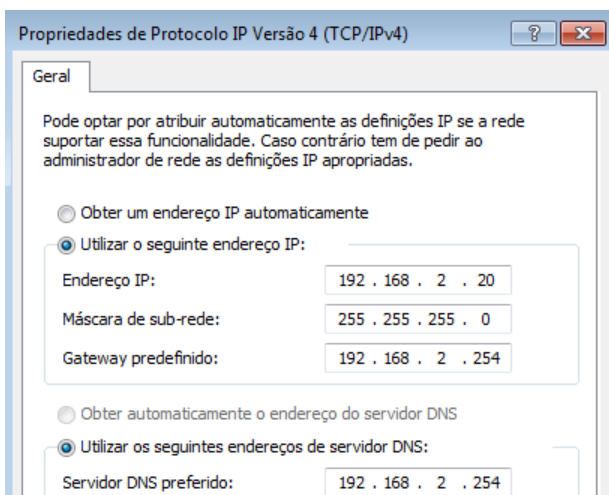 Propriedades de Protocolo IP Versão 4 (TCP/IPv4)
Geral
Pode optar por atribuir automaticamente as definições IP se a rede
suportar essa funcionalidade. Caso contrário tem de pedir ao
administrador de rede as definições IP apropriadas.
Obter um endereço IP automaticamente
Utilizar o seguinte endereço IP:
Endereço IP: 192 . 168 . 2 . 20
Máscara de sub-rede: 255 . 255 . 255 . 0
Gateway predefinido: 192 . 168 . 2 . 254
Obter automaticamente o endereço do servidor DNS
Utilizar os seguintes endereços de servidor DNS:
Servidor DNS preferido: 192 . 168 . 2 . 254